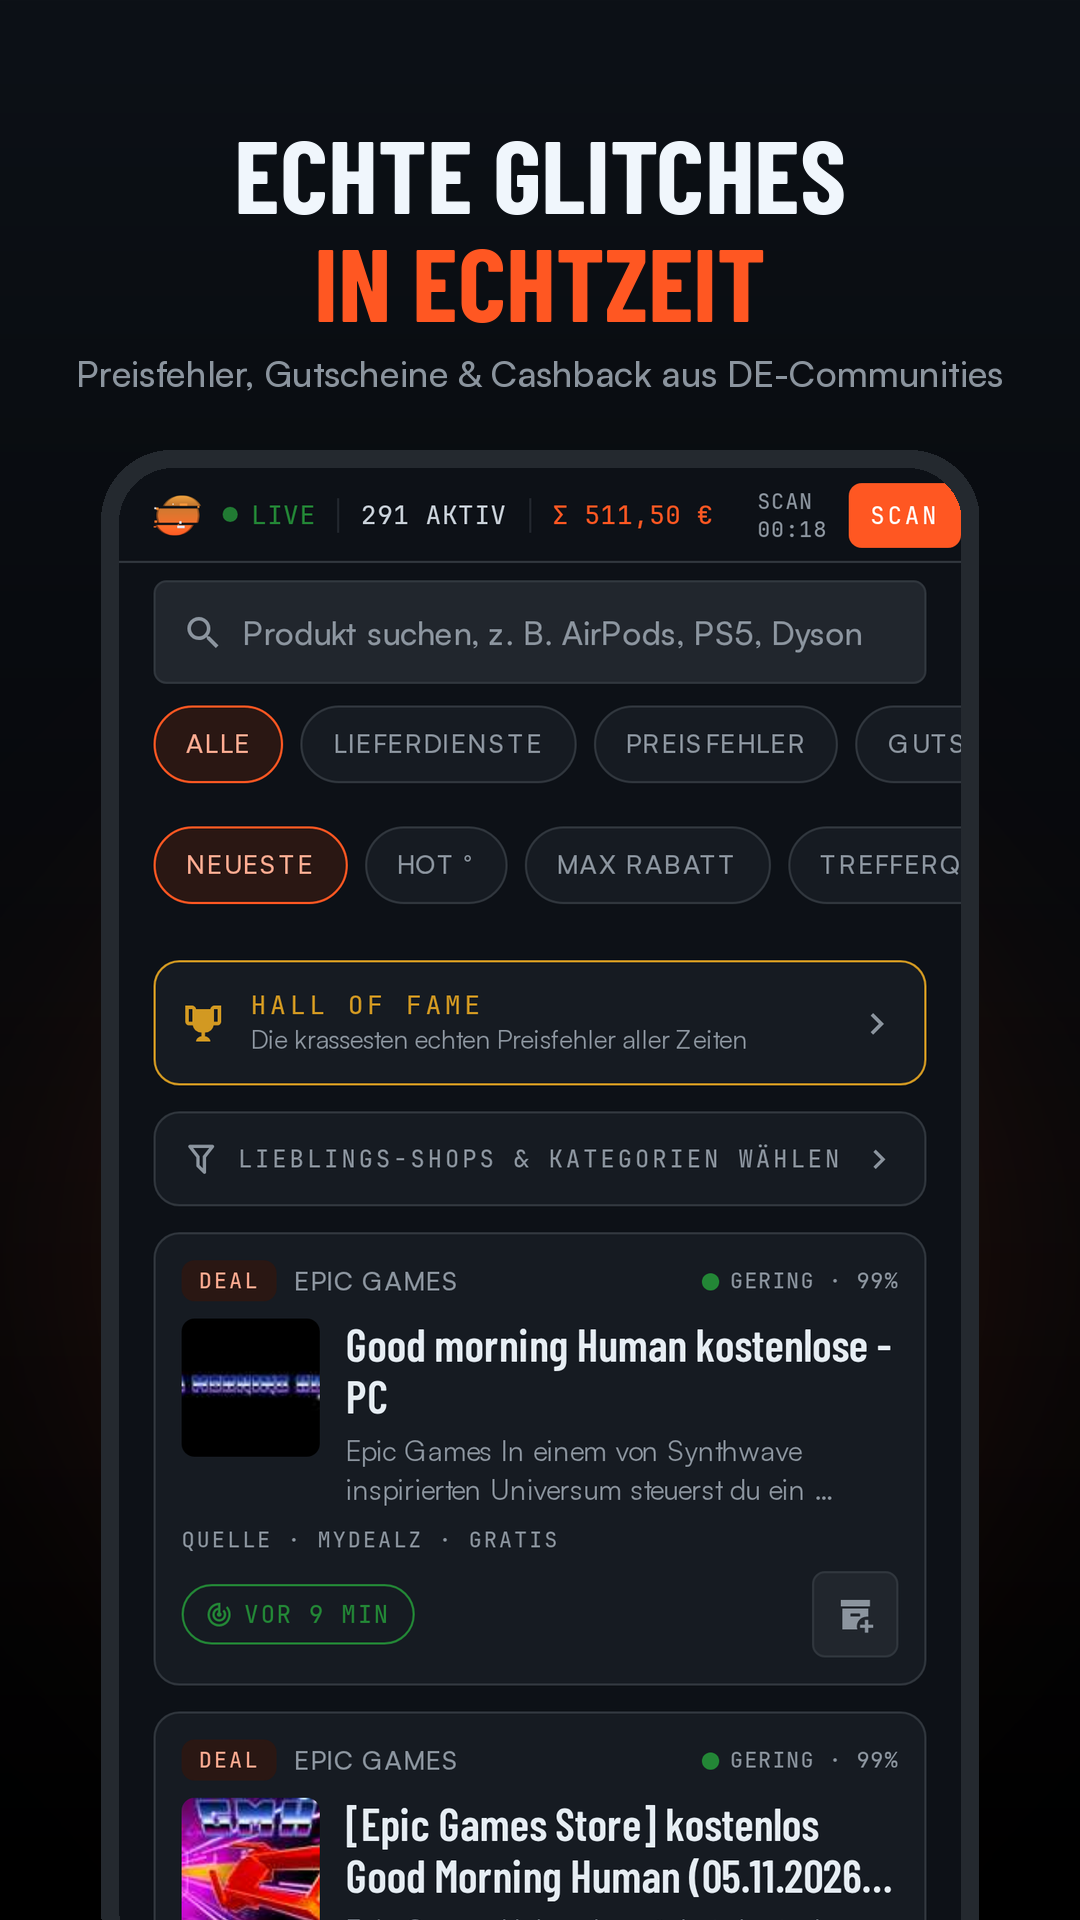 ECHTE GLITCHES
IN ECHTZEIT
Preisfehler, Gutscheine & Cashback aus DE-Communities
LIVE
291 AKTIV
Σ 511,50 €
SCAN
00:18
SCAN
Produkt suchen, z. B. AirPods, PS5, Dyson
ALLE
LIEFERDIENSTE
PREISFEHLER
GUTS
NEUESTE
HOT °
MAX RABATT
TREFFERQ
HALL OF FAME
Die krassesten echten Preisfehler aller Zeiten
LIEBLINGS-SHOPS & KATEGORIEN WÄHLEN
DEAL
EPIC GAMES
GERING · 99%
Good morning Human kostenlose -
PC
Epic Games In einem von Synthwave
inspirierten Universum steuerst du ein ...
QUELLE · MYDEALZ · GRATIS
VOR 9 MIN
DEAL
EPIC GAMES
GERING · 99%
GMH
[Epic Games Store] kostenlos
Good Morning Human (05.11.2026...